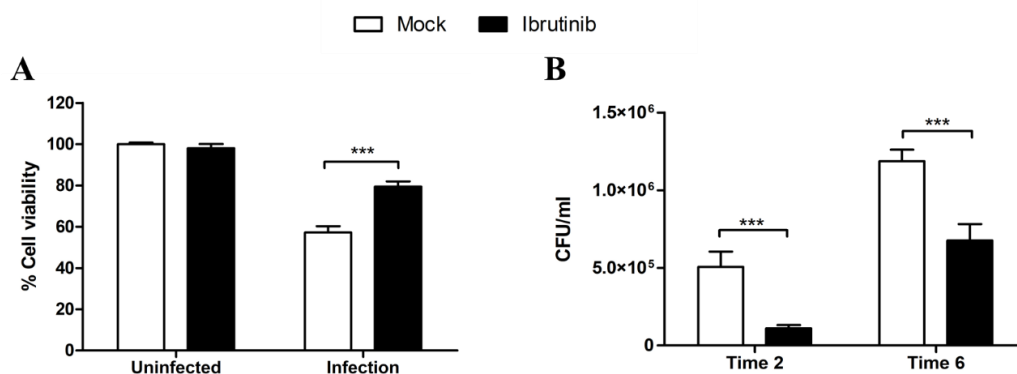 Mock Ibrutinib
A
% Cell viability
120
100
80
60
40
20
0
***
Uninfected Infection
B
CFU/ml
1.5×10⁶
1.0×10⁶
5.0×10⁵
0
***
***
Time 2 Time 6